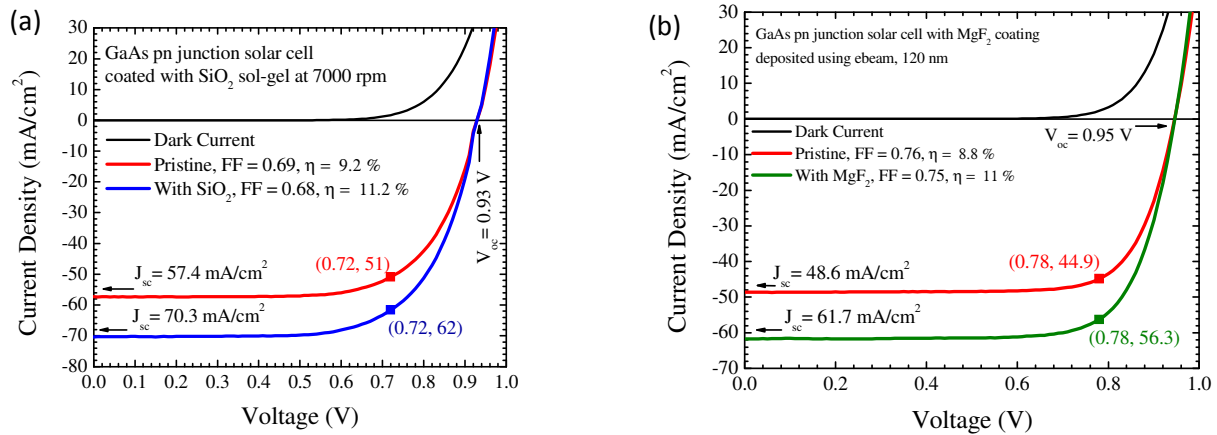 (a)
30
20
10
0
-10
-20
-30
-40
-50
-60
-70
-80
Current Density (mA/cm²)
GaAs pn junction solar cell
coated with SiO₂ sol-gel at 7000 rpm
Dark Current
Pristine, FF = 0.69, η = 9.2 %
With SiO₂, FF = 0.68, η = 11.2 %
V_oc = 0.93 V
J_sc = 57.4 mA/cm²
(0.72, 51)
J_sc = 70.3 mA/cm²
(0.72, 62)
0.0 0.1 0.2 0.3 0.4 0.5 0.6 0.7 0.8 0.9 1.0
Voltage (V)
(b)
30
20
10
0
-10
-20
-30
-40
-50
-60
-70
Current Density (mA/cm²)
GaAs pn junction solar cell with MgF₂ coating
deposited using ebeam, 120 nm
Dark Current
V_oc= 0.95 V
Pristine, FF = 0.76, η = 8.8 %
With MgF₂, FF = 0.75, η = 11 %
J_sc = 48.6 mA/cm²
(0.78, 44.9)
J_sc = 61.7 mA/cm²
(0.78, 56.3)
0.0 0.2 0.4 0.6 0.8 1.0
Voltage (V)